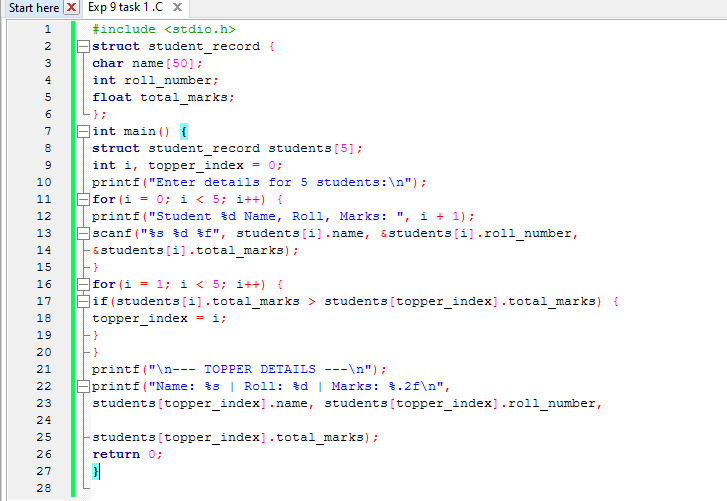 Start here Exp 9 task 1.C
1 #include <stdio.h>
2 struct student_record {
3 char name[50];
4 int roll_number;
5 float total_marks;
6 };
7 int main() {
8 struct student_record students[5];
9 int i, topper_index = 0;
10 printf("Enter details for 5 students:\n");
11 for(i = 0; i < 5; i++) {
12 printf("Student %d Name, Roll, Marks: ", i + 1);
13 scanf("%s %d %f", students[i].name, &students[i].roll_number,
14 &students[i].total_marks);
15 }
16 for(i = 1; i < 5; i++) {
17 if(students[i].total_marks > students[topper_index].total_marks) {
18 topper_index = i;
19 }
20 }
21 printf("\n--- TOPPER DETAILS ---\n");
22 printf("Name: %s | Roll: %d | Marks: %.2f\n",
23 students[topper_index].name, students[topper_index].roll_number,
24
25 students[topper_index].total_marks);
26 return 0;
27 }
28